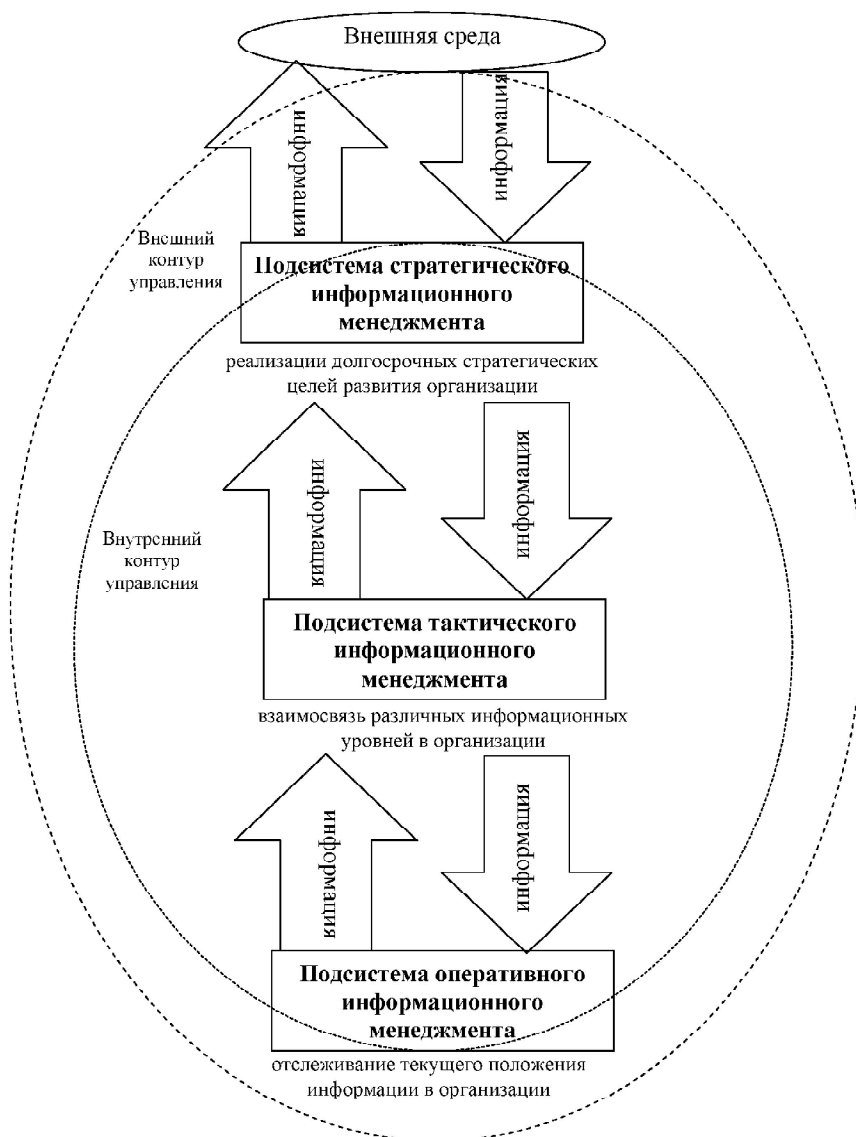 Внешняя среда
информация
информация
Внешний
контур
управления
Подсистема стратегического
информационного
менеджмента
реализации долгосрочных стратегических
целей развития организации
информация
информация
Внутренний
контур
управления
Подсистема тактического
информационного
менеджмента
взаимосвязь различных информационных
уровней в организации
информация
информация
Подсистема оперативного
информационного
менеджмента
отслеживание текущего положения
информации в организации